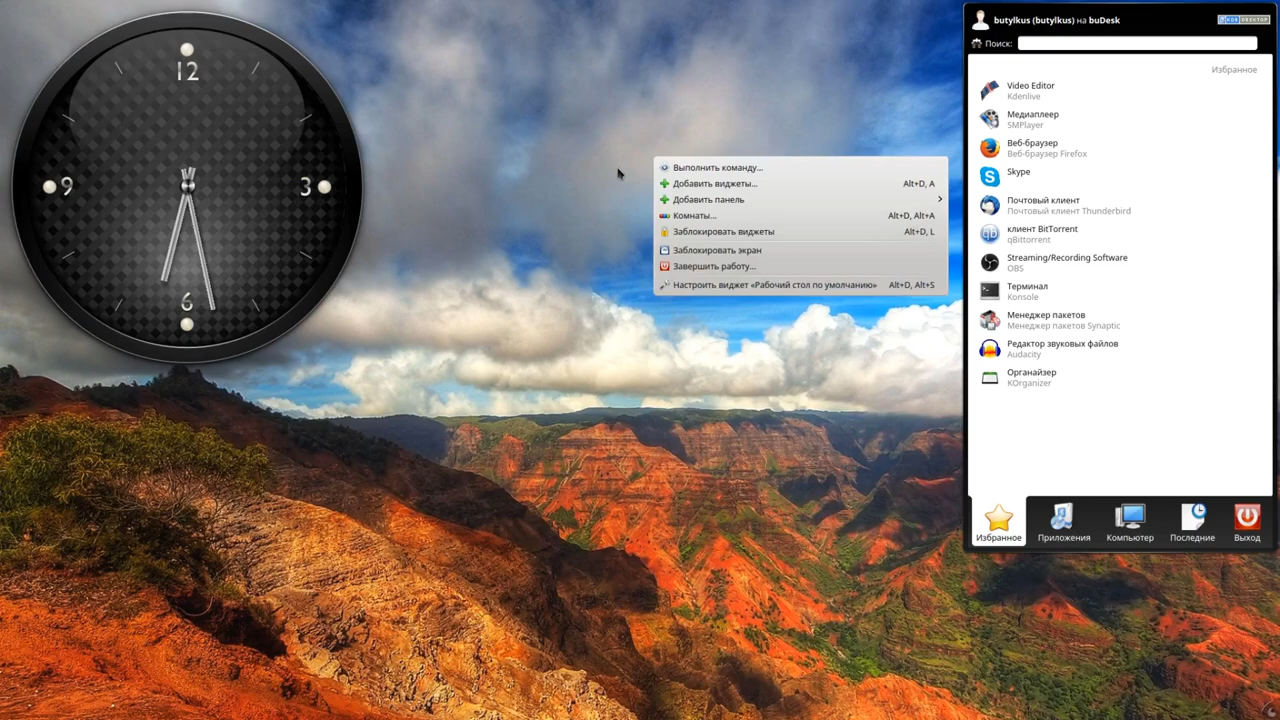 12
9
3
6
Выполнить команду...
Добавить виджеты... Alt+D, A
Добавить панель
Комнаты... Alt+D, Alt+A
Заблокировать виджеты Alt+D, L
Заблокировать экран
Завершить работу...
Настроить виджет «Рабочий стол по умолчанию» Alt+D, Alt+S
butylkus (butylkus) на buDesk
KDE DESKTOP
Поиск:
Избранное
Video Editor
Kdenlive
Медиаплеер
SMPlayer
Веб-браузер
Веб-браузер Firefox
Skype
Почтовый клиент
Почтовый клиент Thunderbird
клиент BitTorrent
qBittorrent
Streaming/Recording Software
OBS
Терминал
Konsole
Менеджер пакетов
Менеджер пакетов Synaptic
Редактор звуковых файлов
Audacity
Органайзер
KOrganizer
Избранное Приложения Компьютер Последние Выход